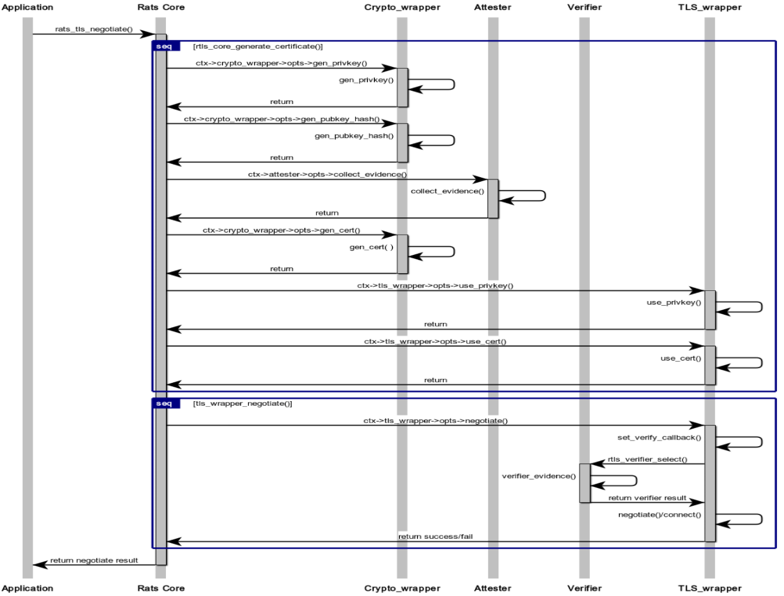 Application Rats Core Crypto_wrapper Attester Verifier TLS_wrapper
rats_tls_negotiate()
seq [rtls_core_generate_certificate()]
ctx->crypto_wrapper->opts->gen_privkey()
gen_privkey()
return
ctx->crypto_wrapper->opts->gen_pubkey_hash()
gen_pubkey_hash()
return
ctx->attester->opts->collect_evidence()
collect_evidence()
return
ctx->crypto_wrapper->opts->gen_cert()
gen_cert( )
return
ctx->tls_wrapper->opts->use_privkey()
use_privkey()
return
ctx->tls_wrapper->opts->use_cert()
use_cert()
return
seq [tls_wrapper_negotiate()]
ctx->tls_wrapper->opts->negotiate()
set_verify_callback()
rtls_verifier_select()
verifier_evidence()
return verifier result
negotiate()/connect()
return success/fail
return negotiate result
Application Rats Core Crypto_wrapper Attester Verifier TLS_wrapper